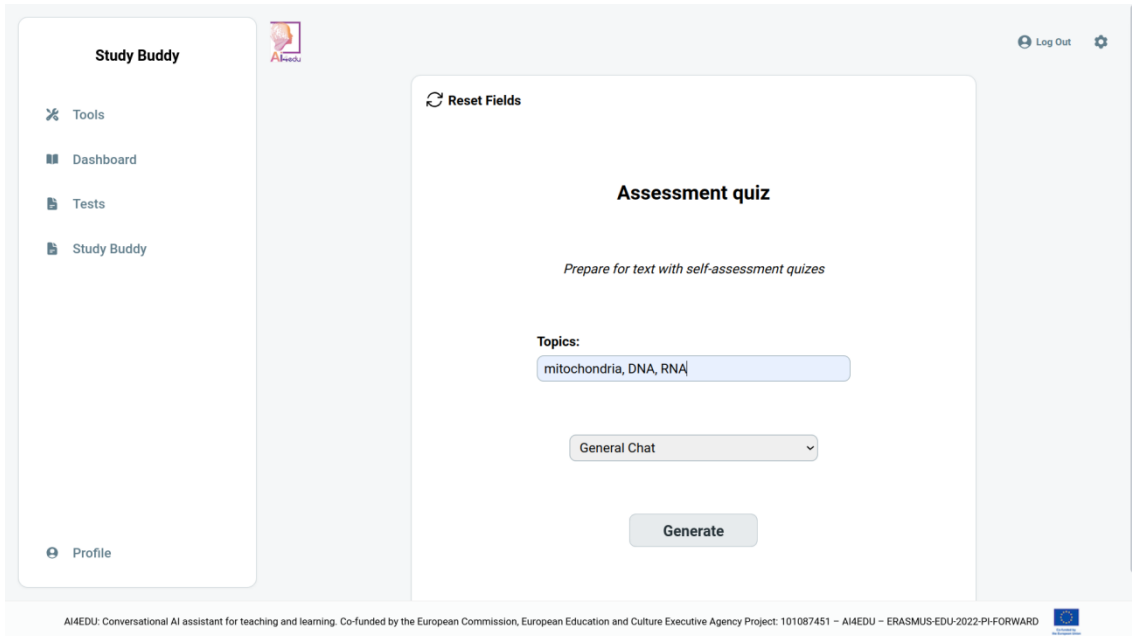 Study Buddy
Tools
Dashboard
Tests
Study Buddy
Profile
AI4edu
Log Out
Reset Fields
Assessment quiz
Prepare for text with self-assessment quizes
Topics:
mitochondria, DNA, RNA
General Chat
Generate
AI4EDU: Conversational AI assistant for teaching and learning. Co-funded by the European Commission, European Education and Culture Executive Agency Project: 101087451 – AI4EDU – ERASMUS-EDU-2022-PI-FORWARD